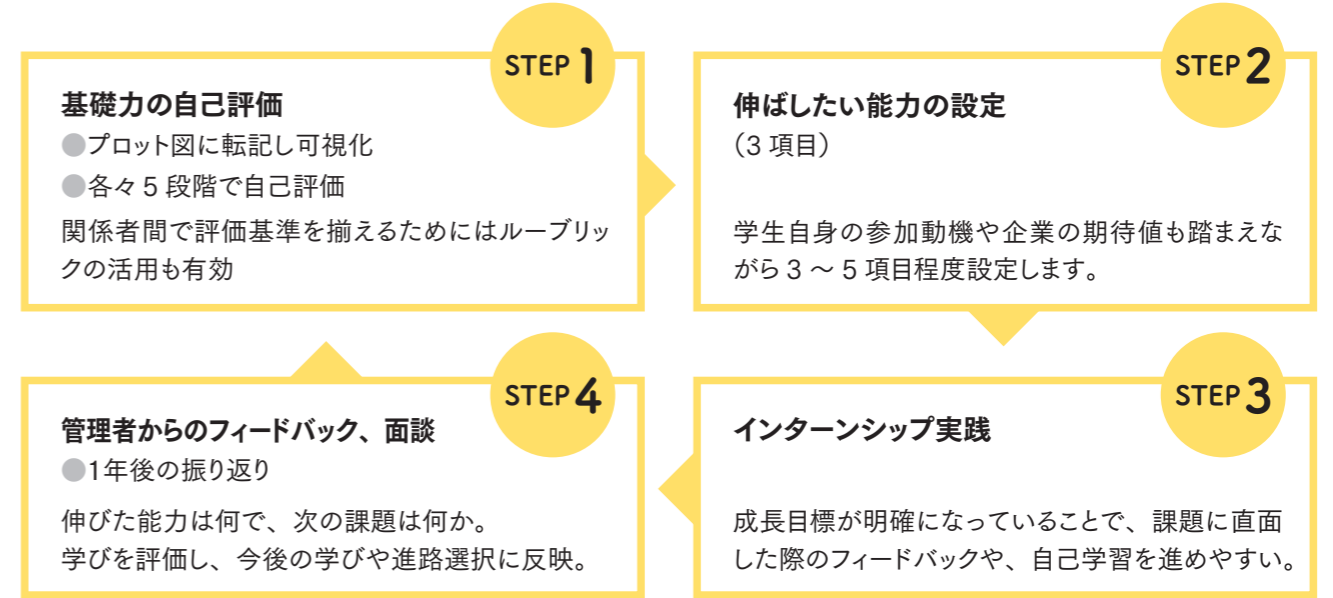 STEP 1
基礎力の自己評価
●プロット図に転記し可視化
●各々5段階で自己評価
関係者間で評価基準を揃えるためにはルーブリッ
クの活用も有効
STEP 2
伸ばしたい能力の設定
（3項目）
学生自身の参加動機や企業の期待値も踏まえな
がら3～5項目程度設定します。
STEP 3
インターンシップ実践
成長目標が明確になっていることで、課題に直面
した際のフィードバックや、自己学習を進めやすい。
STEP 4
管理者からのフィードバック、面談
●1年後の振り返り
伸びた能力は何で、次の課題は何か。
学びを評価し、今後の学びや進路選択に反映。